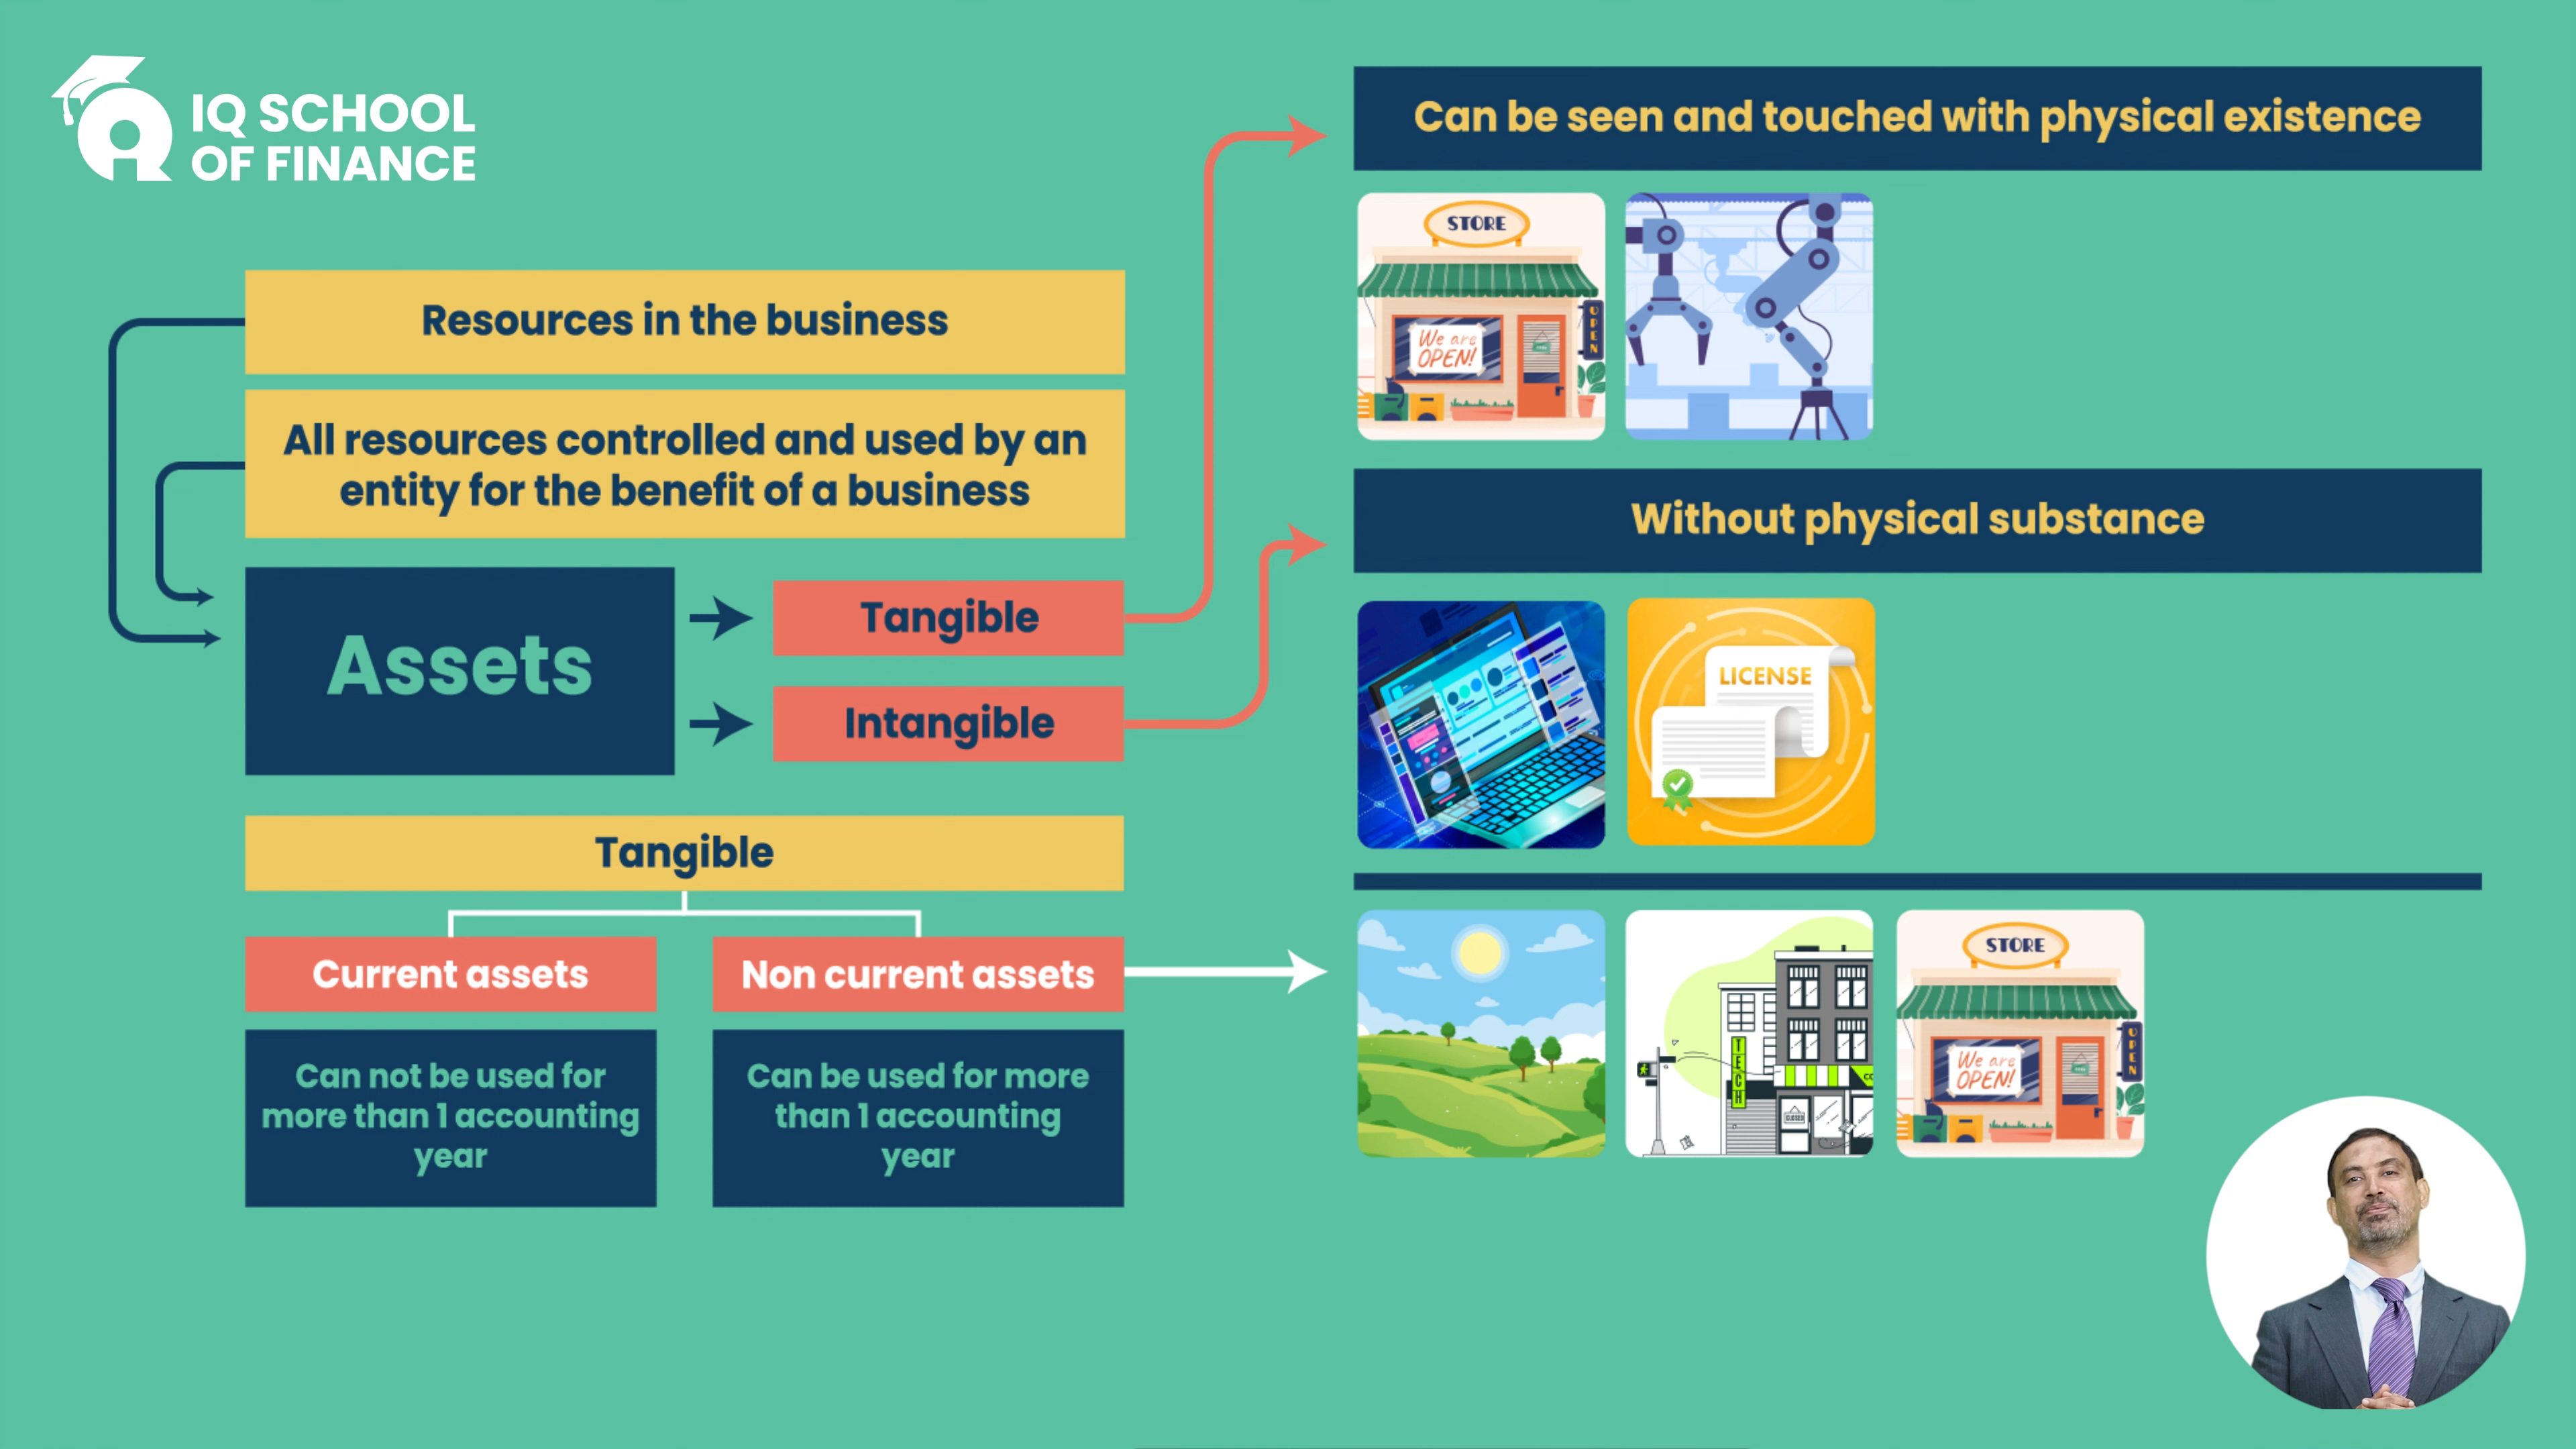 IQ SCHOOL
OF FINANCE
Resources in the business
All resources controlled and used by an
entity for the benefit of a business
Assets
Tangible
Intangible
Tangible
Current assets
Non current assets
Can not be used for
more than 1 accounting
year
Can be used for more
than 1 accounting
year
Can be seen and touched with physical existence
STORE
We are
OPEN!
OPEN
Without physical substance
LICENSE
TECH
STORE
We are
OPEN!
OPEN